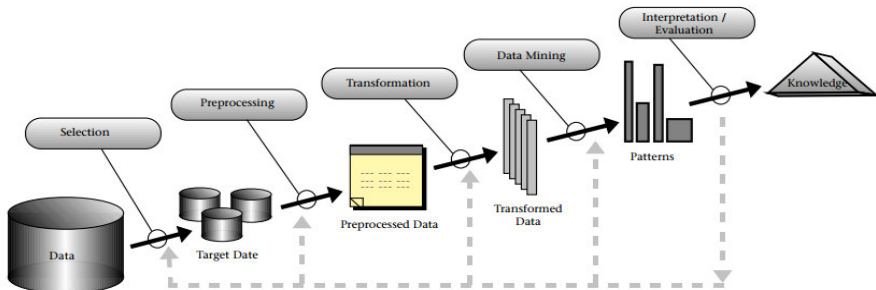 Interpretation /
Evaluation
Data Mining
Transformation
Preprocessing
Selection
Knowledge
Patterns
Transformed
Data
Preprocessed Data
Target Date
Data